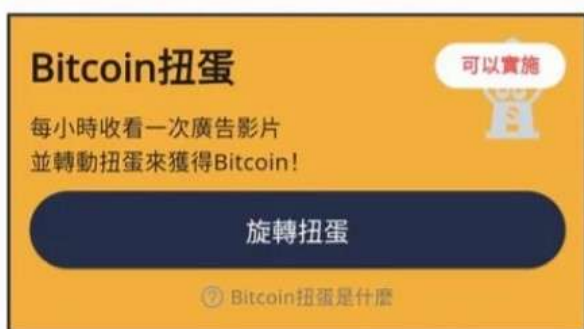 Bitcoin扭蛋
可以實施
每小時收看一次廣告影片
並轉動扭蛋來獲得Bitcoin!
旋轉扭蛋
? Bitcoin扭蛋是什麼